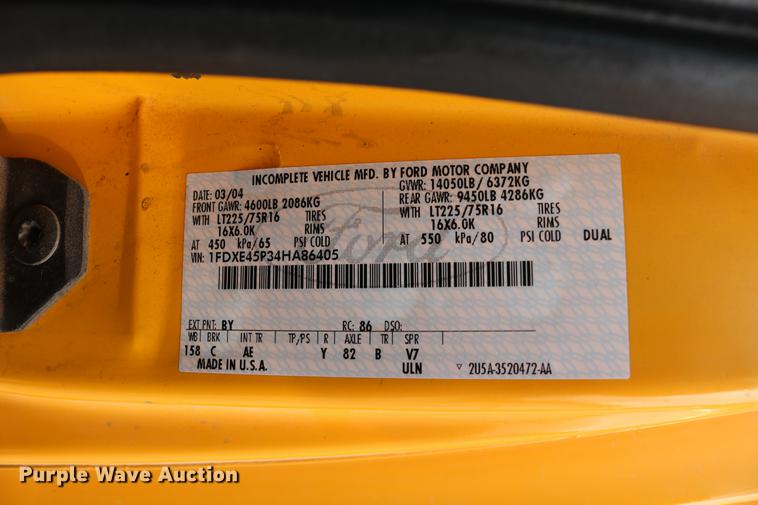 INCOMPLETE VEHICLE MFD. BY FORD MOTOR COMPANY
DATE: 03/04 GVWR: 14050LB/ 6372KG
FRONT GAWR: 4600LB 2086KG REAR GAWR: 9450LB 4286KG
WITH LT225/75R16 TIRES WITH LT225/75R16 TIRES
16X6.0K RIMS 16X6.0K RIMS
AT 450 kPa/65 PSI COLD AT 550 kPa/80 PSI COLD DUAL
VIN: 1FDXE45P34HA86405
Ford
EXT PNT: BY RC: 86 DSO:
WB BRK INT TR TP/PS R AXLE TR SPR
158 C AE Y 82 B V7
MADE IN U.S.A. ULN ▽ 2U5A-3520472-AA
Purple Wave Auction